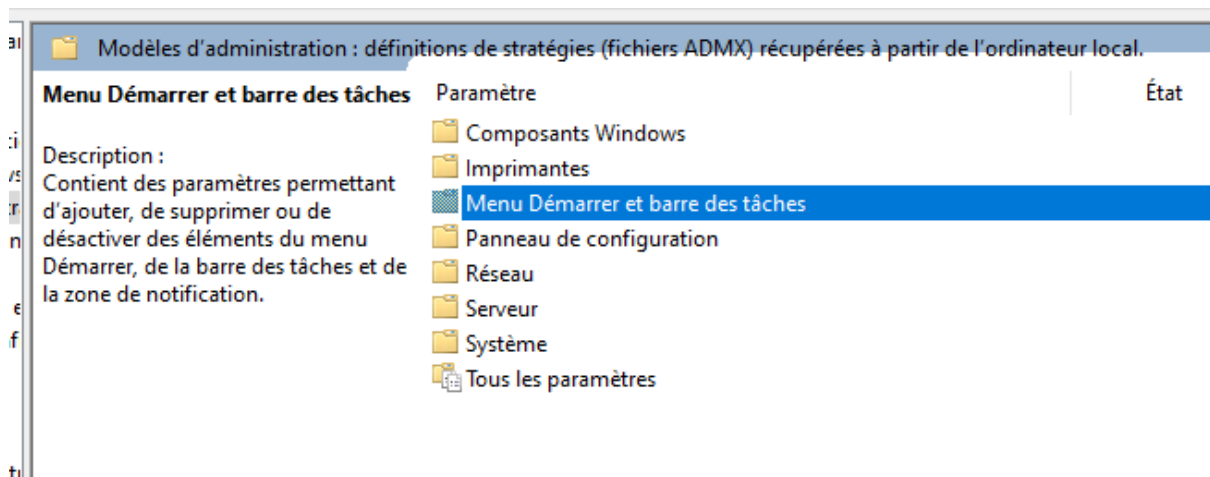 Modèles d'administration : définitions de stratégies (fichiers ADMX) récupérées à partir de l'ordinateur local.
Menu Démarrer et barre des tâches
Description :
Contient des paramètres permettant
d'ajouter, de supprimer ou de
désactiver des éléments du menu
Démarrer, de la barre des tâches et de
la zone de notification.
Paramètre
État
Composants Windows
Imprimantes
Menu Démarrer et barre des tâches
Panneau de configuration
Réseau
Serveur
Système
Tous les paramètres